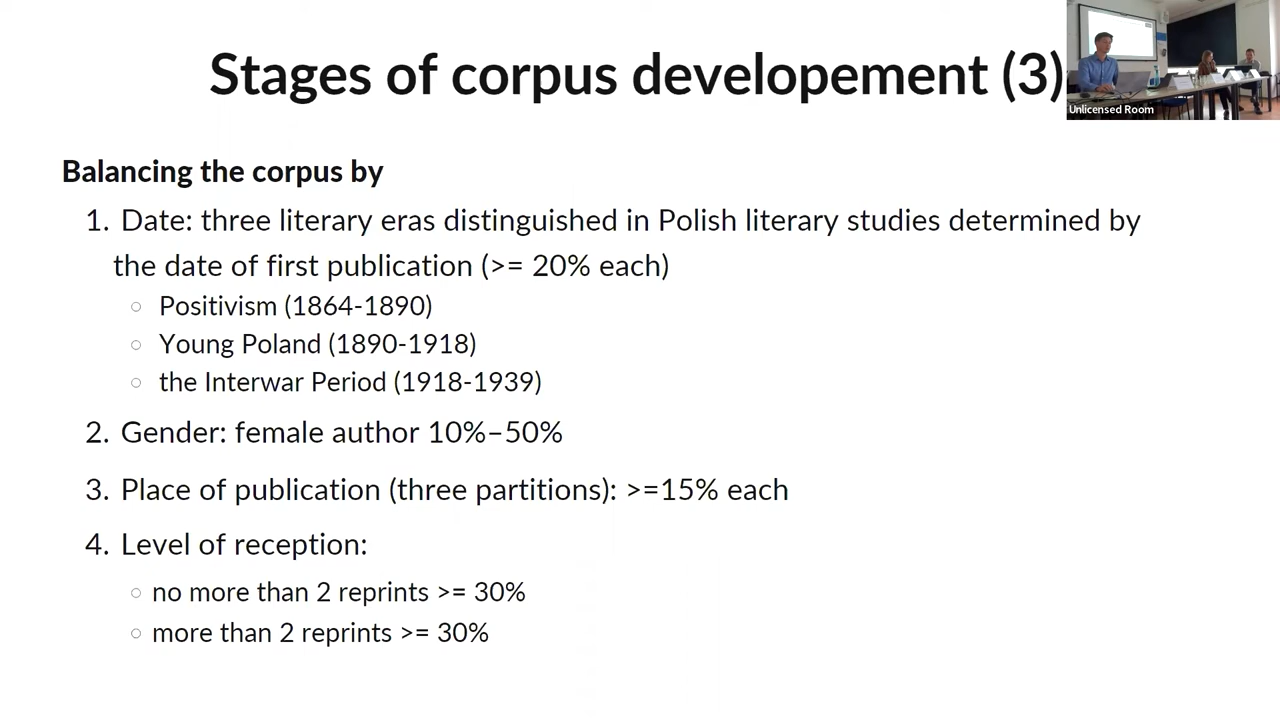 Stages of corpus developement (3)
Unlicensed Room
Balancing the corpus by
1. Date: three literary eras distinguished in Polish literary studies determined by
the date of first publication (>= 20% each)
○ Positivism (1864-1890)
○ Young Poland (1890-1918)
○ the Interwar Period (1918-1939)
2. Gender: female author 10%–50%
3. Place of publication (three partitions): >=15% each
4. Level of reception:
○ no more than 2 reprints >= 30%
○ more than 2 reprints >= 30%